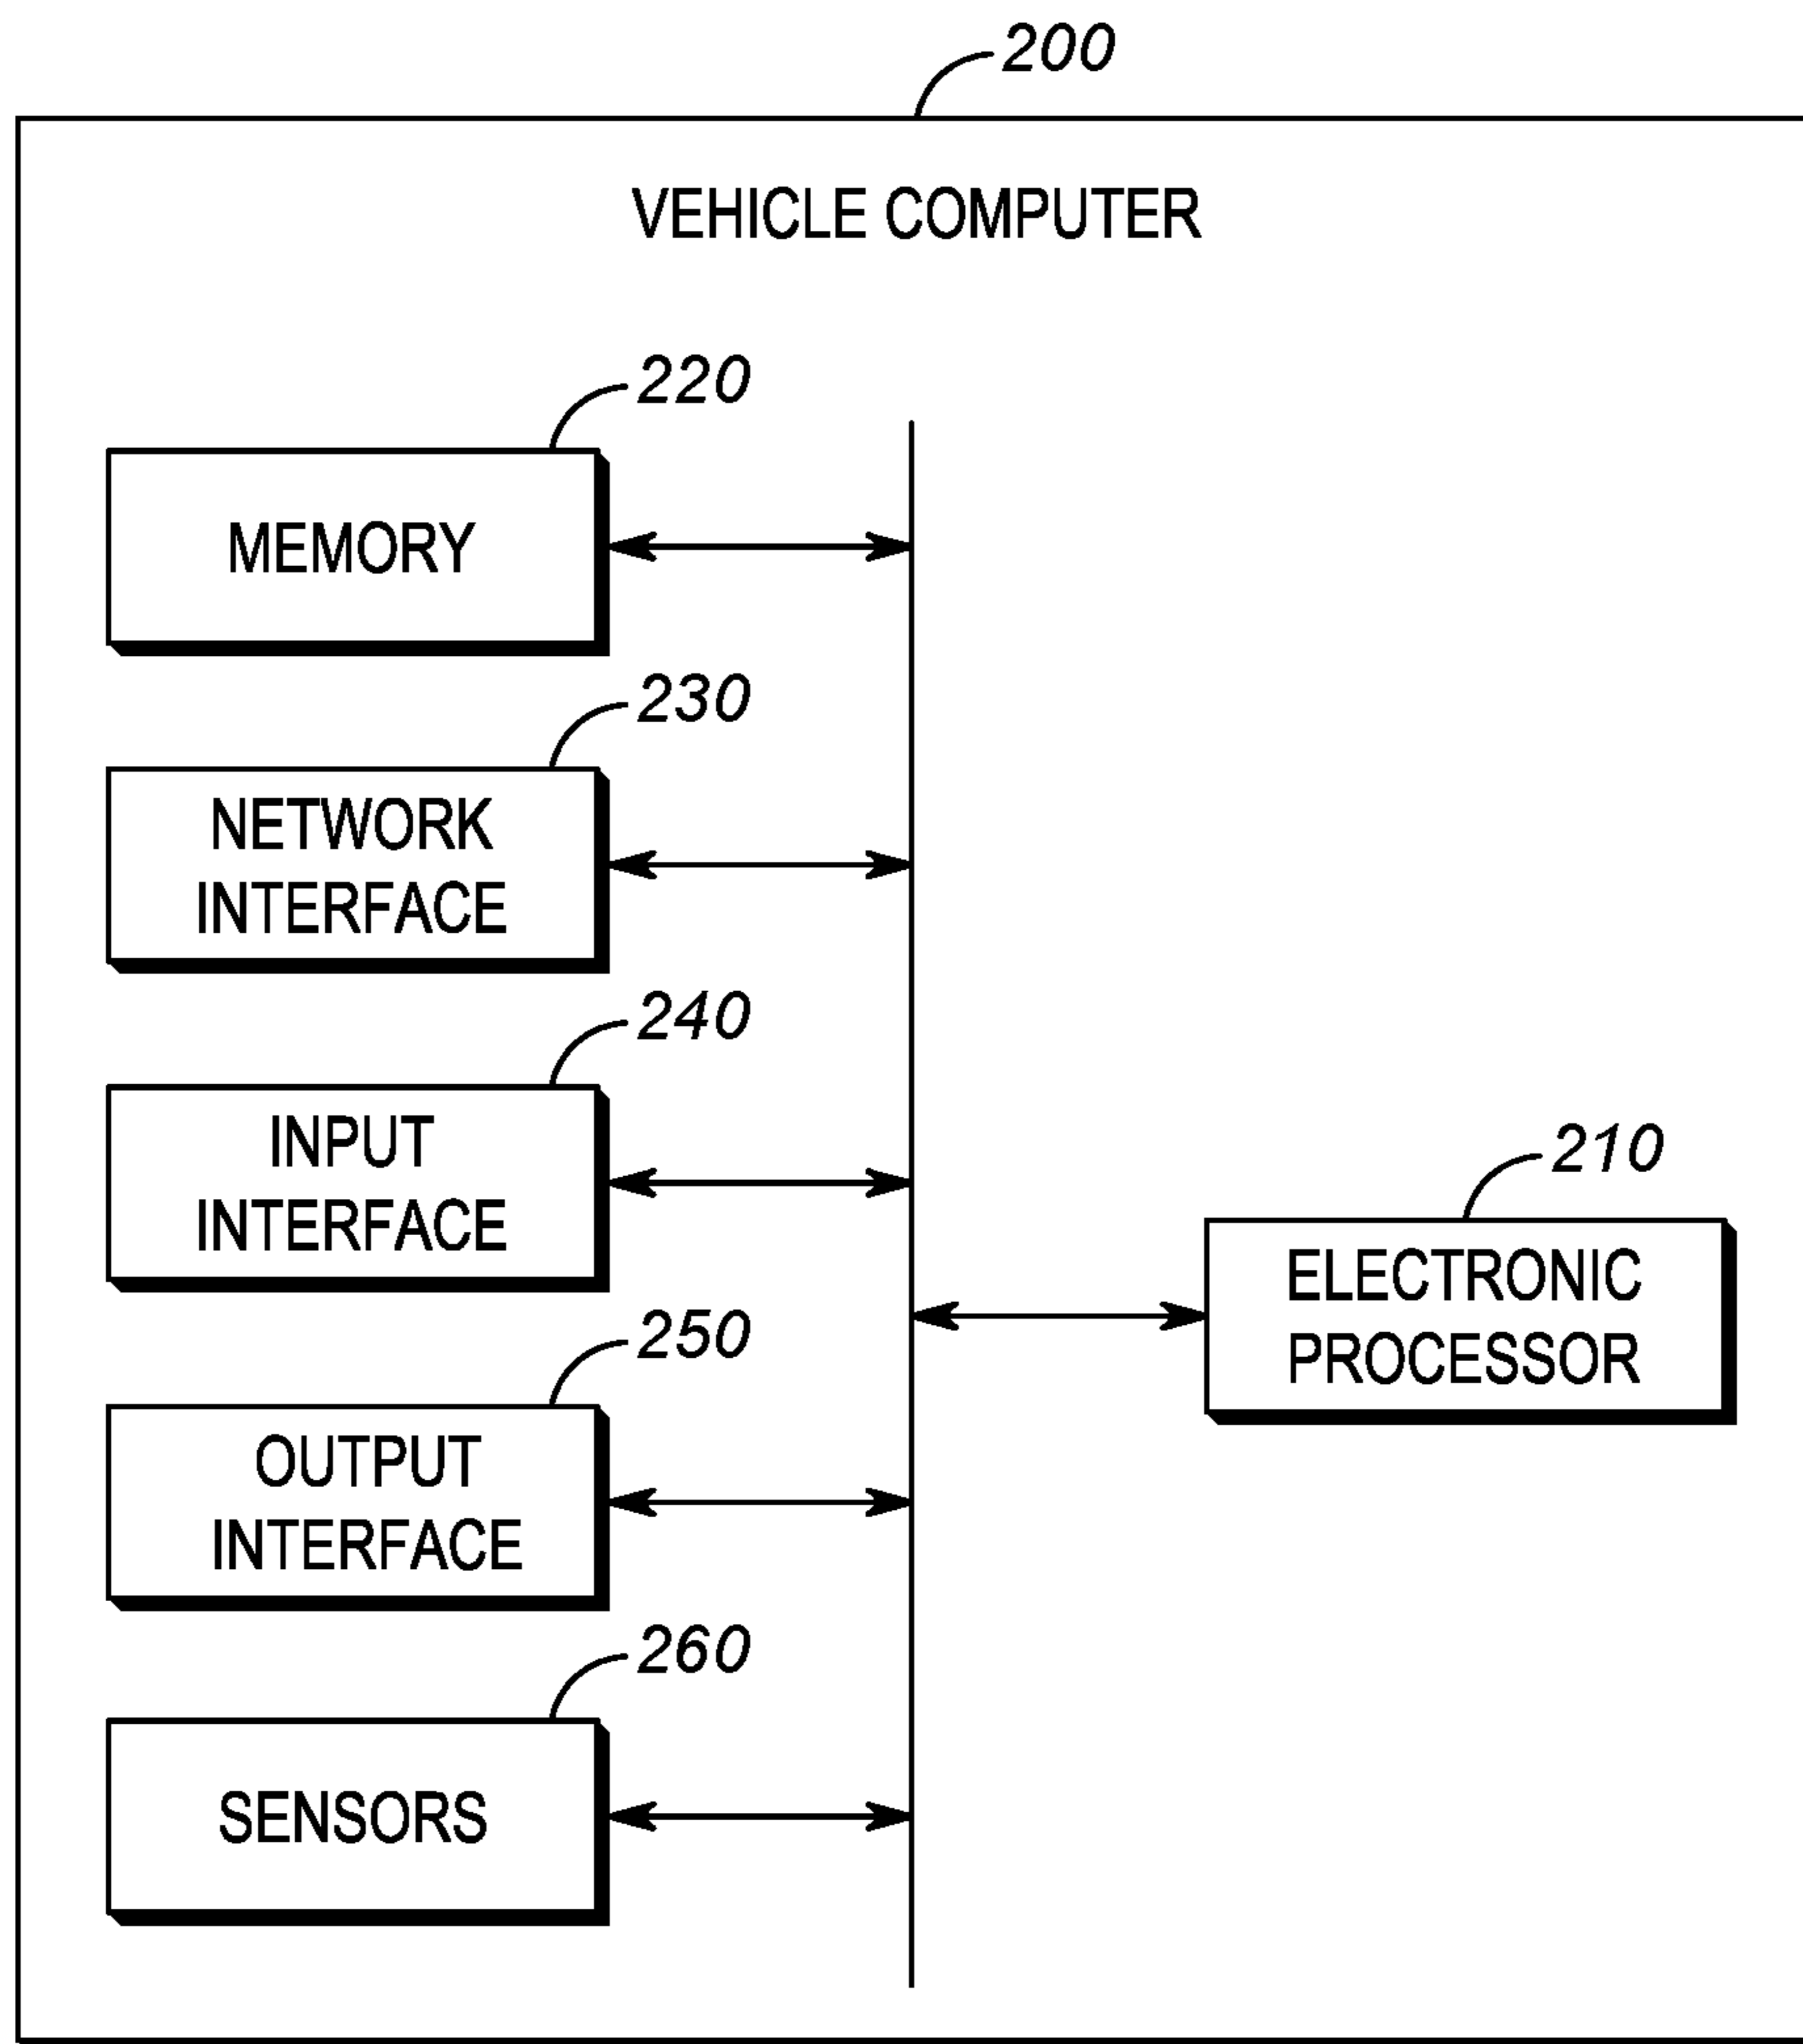 200
VEHICLE COMPUTER
220
MEMORY
230
NETWORK
INTERFACE
240
INPUT
INTERFACE
210
ELECTRONIC
PROCESSOR
250
OUTPUT
INTERFACE
260
SENSORS